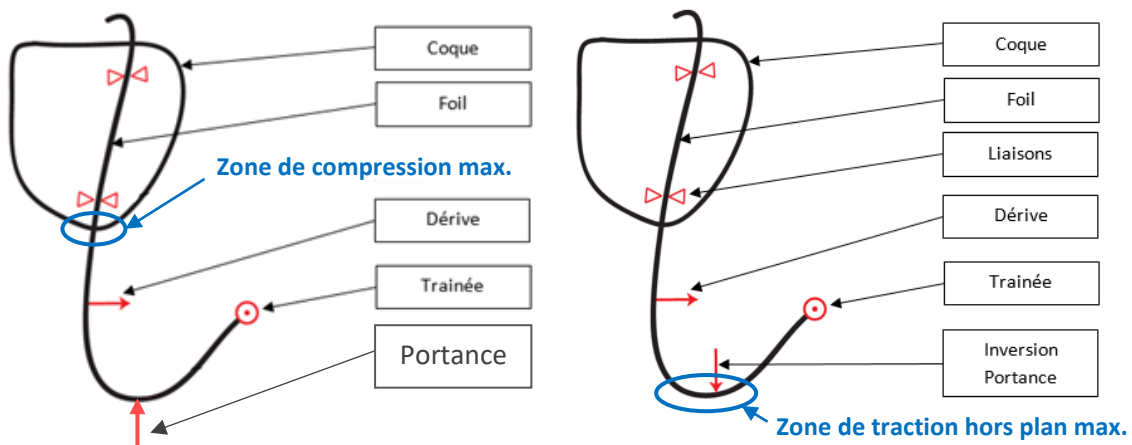 Coque
Foil
Zone de compression max.
Dérive
Trainée
Portance
Coque
Foil
Liaisons
Dérive
Trainée
Inversion
Portance
Zone de traction hors plan max.